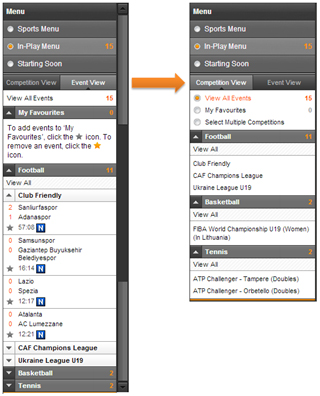 Menu
Sports Menu
In-Play Menu 15
Starting Soon
Competition View Event View
View All Events 15
My Favourites 0
To add events to 'My
Favourites', click the ★ icon. To
remove an event, click the ★
icon.
Football 11
View All
Club Friendly
2 Sanliurfaspor
1 Adanaspor
57:08 N
0 Samsunspor
0 Gaziantep Buyuksehir
Belediyespor
16:14 N
0 Lazio
0 Spezia
12:17 N
0 Atalanta
0 AC Lumezzane
12:21 N
CAF Champions League
Ukraine League U19
Basketball 2
Tennis 2
Menu
Sports Menu
In-Play Menu 15
Starting Soon
Competition View Event View
View All Events 15
My Favourites 0
Select Multiple Competitions
Football 11
View All
Club Friendly
CAF Champions League
Ukraine League U19
Basketball 2
View All
FIBA World Championship U19 (Women)
(In Lithuania)
Tennis 2
View All
ATP Challenger - Tampere (Doubles)
ATP Challenger - Orbetello (Doubles)